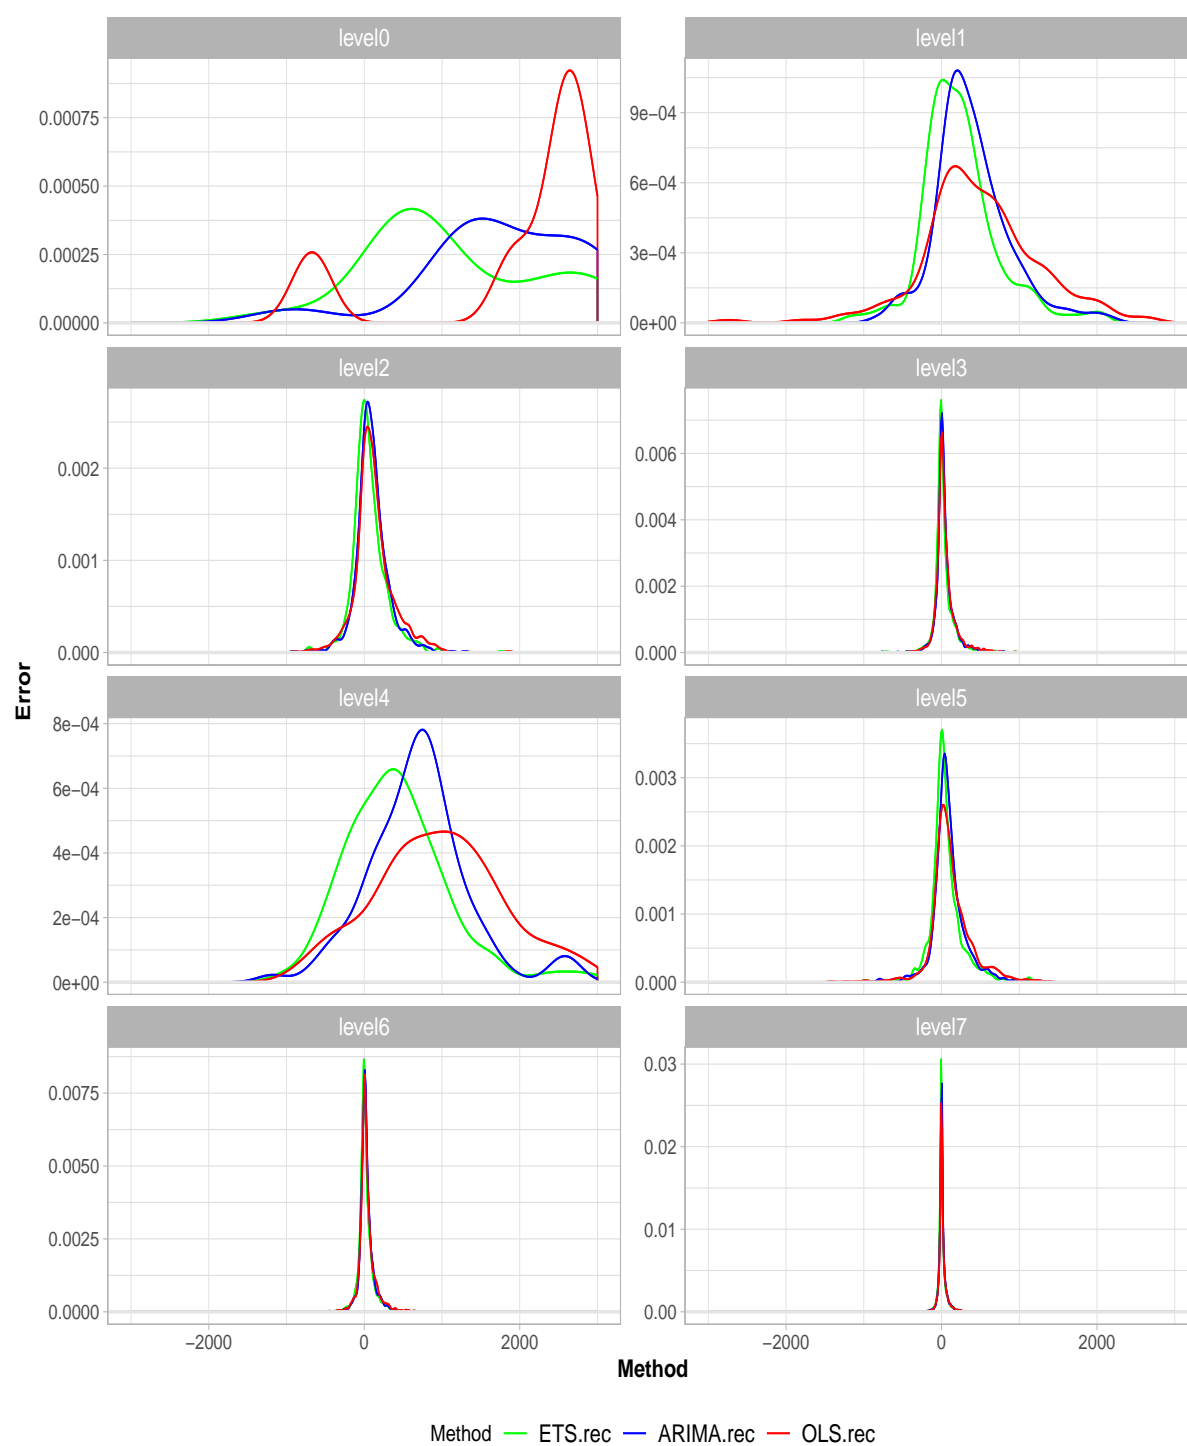 level0
level1
0.00075
0.00050
0.00025
0.00000
9e−04
6e−04
3e−04
0e+00
level2
level3
0.002
0.001
0.000
0.006
0.004
0.002
0.000
Error
level4
level5
8e−04
6e−04
4e−04
2e−04
0e+00
0.003
0.002
0.001
0.000
level6
level7
0.0075
0.0050
0.0025
0.0000
0.03
0.02
0.01
0.00
−2000 0 2000
−2000 0 2000
Method
Method ETS.rec ARIMA.rec OLS.rec